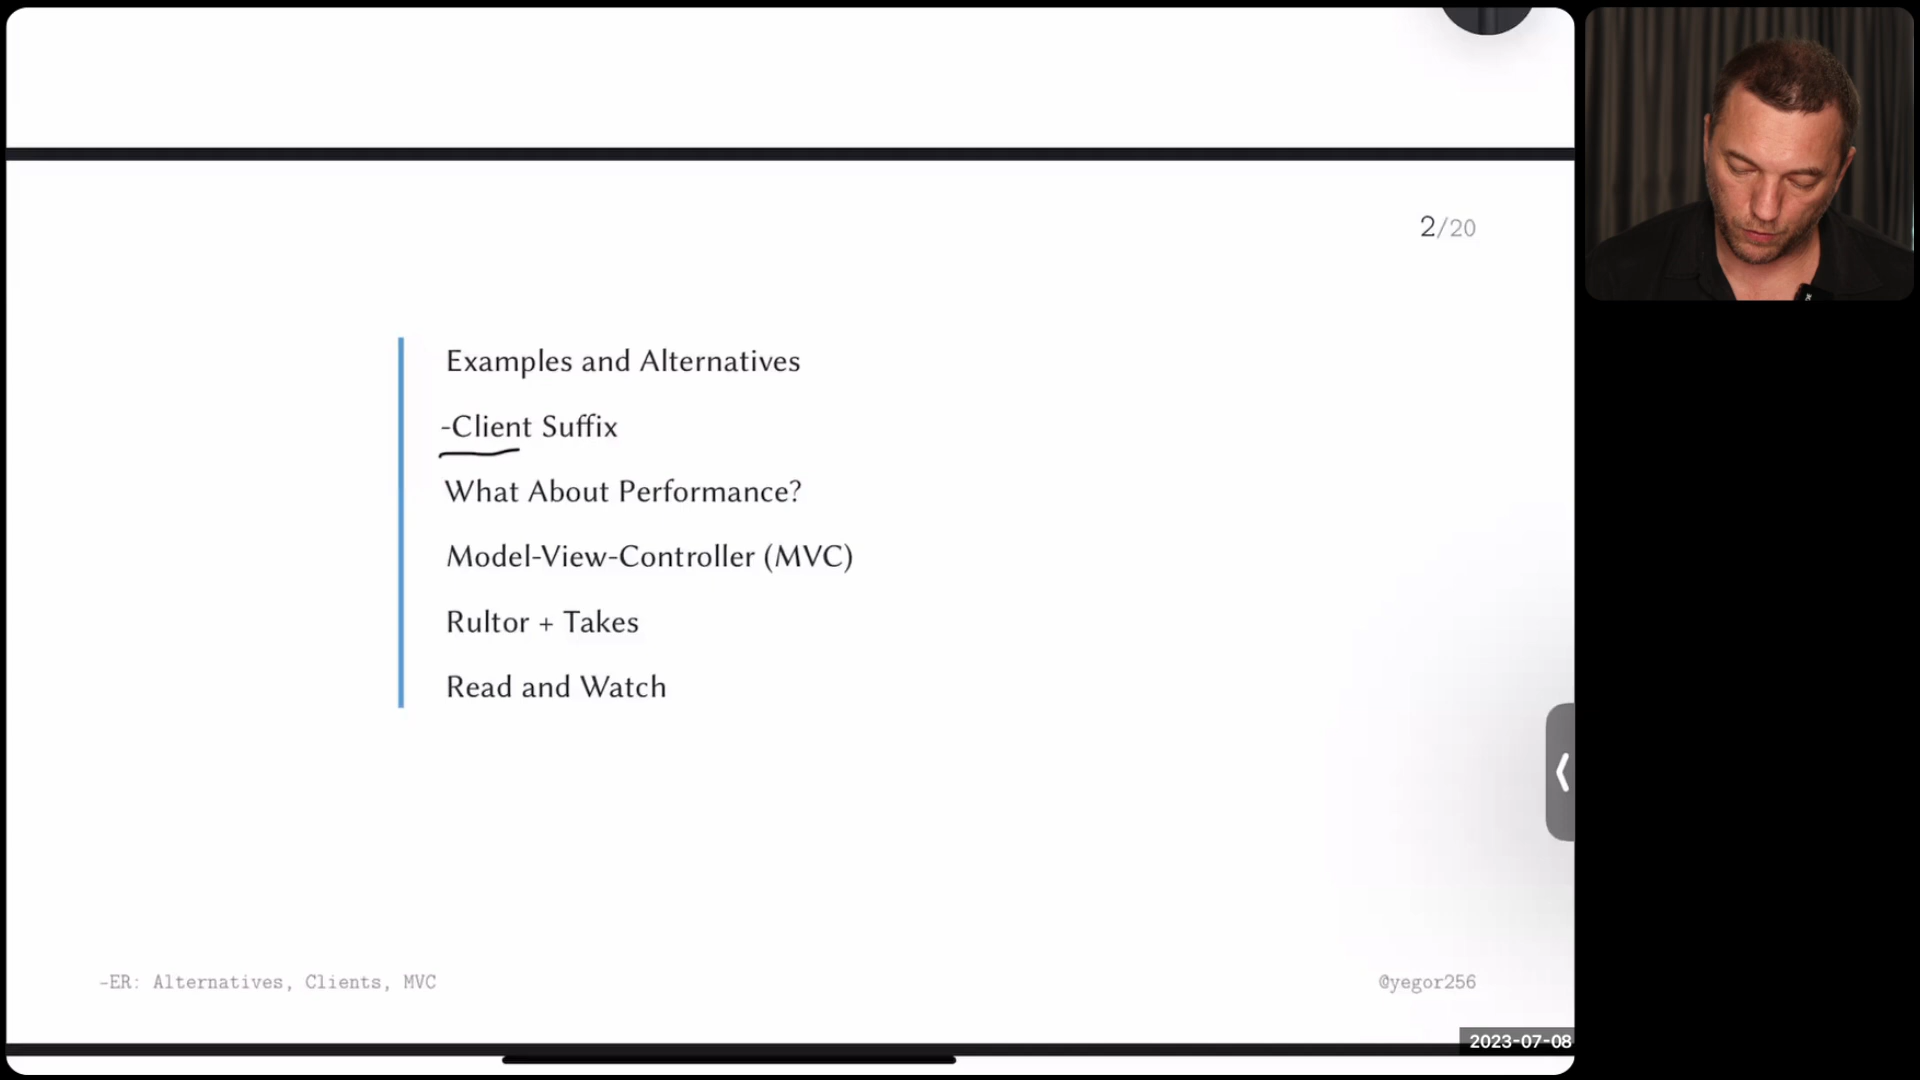 2/20
Examples and Alternatives
-Client Suffix
What About Performance?
Model-View-Controller (MVC)
Rultor + Takes
Read and Watch
-ER: Alternatives, Clients, MVC
@yegor256
2023-07-08